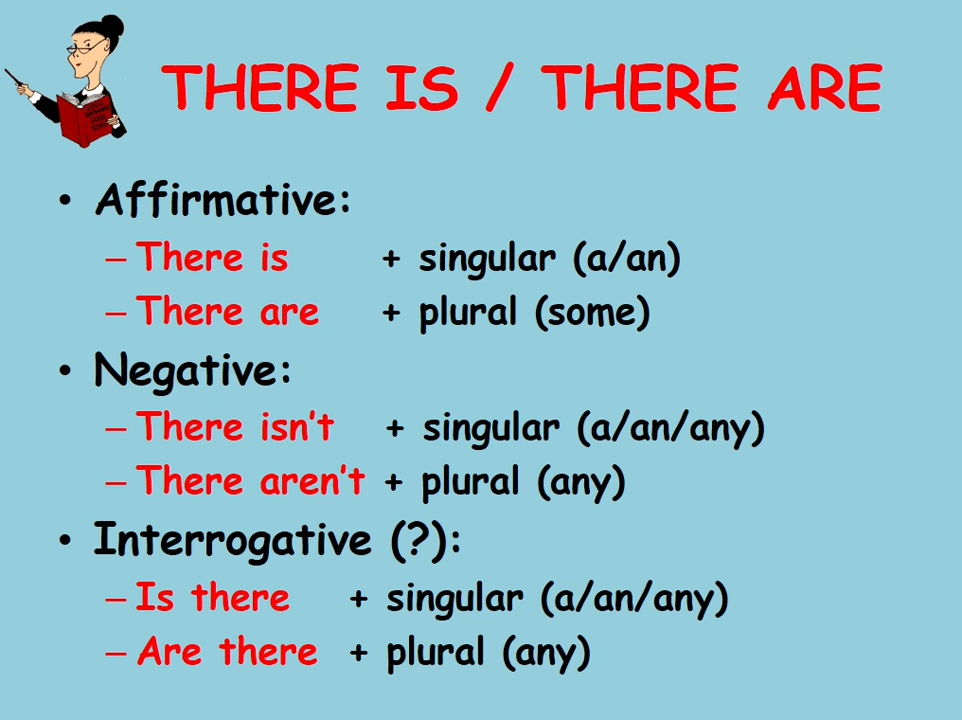 THERE IS / THERE ARE
• Affirmative:
– There is + singular (a/an)
– There are + plural (some)
• Negative:
– There isn't + singular (a/an/any)
– There aren't + plural (any)
• Interrogative (?):
– Is there + singular (a/an/any)
– Are there + plural (any)